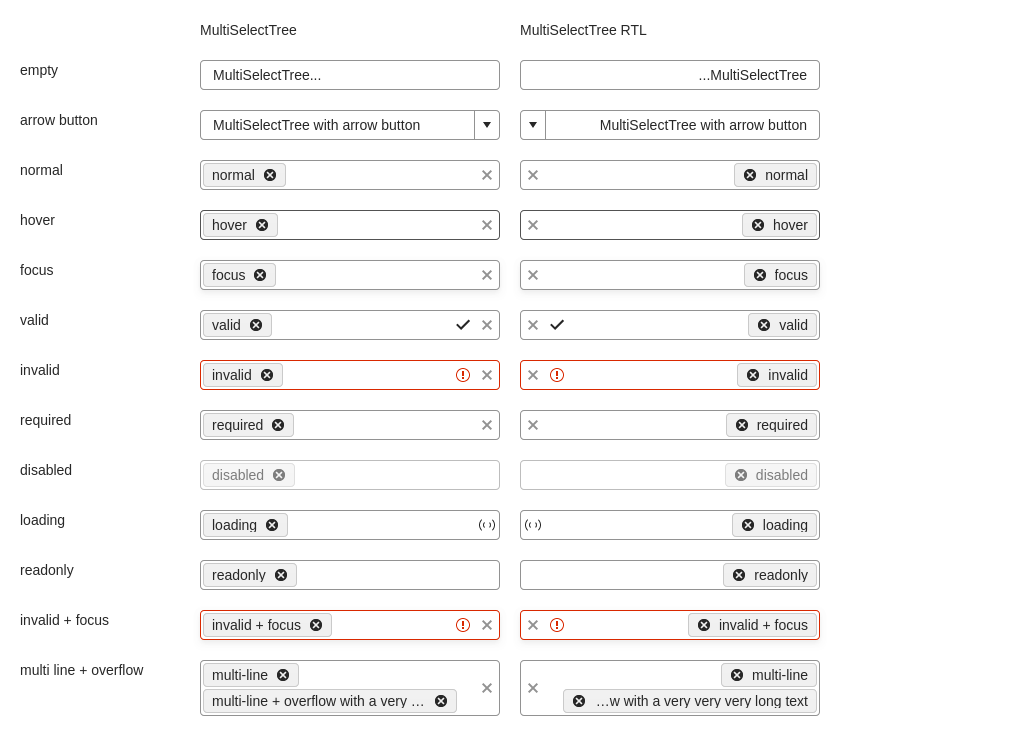 MultiSelectTree MultiSelectTree RTL
empty MultiSelectTree... ...MultiSelectTree
arrow button MultiSelectTree with arrow button MultiSelectTree with arrow button
normal normal normal
hover hover hover
focus focus focus
valid valid valid
invalid invalid invalid
required required required
disabled disabled disabled
loading loading loading
readonly readonly readonly
invalid + focus invalid + focus invalid + focus
multi line + overflow multi-line multi-line
multi-line + overflow with a very … …w with a very very very long text